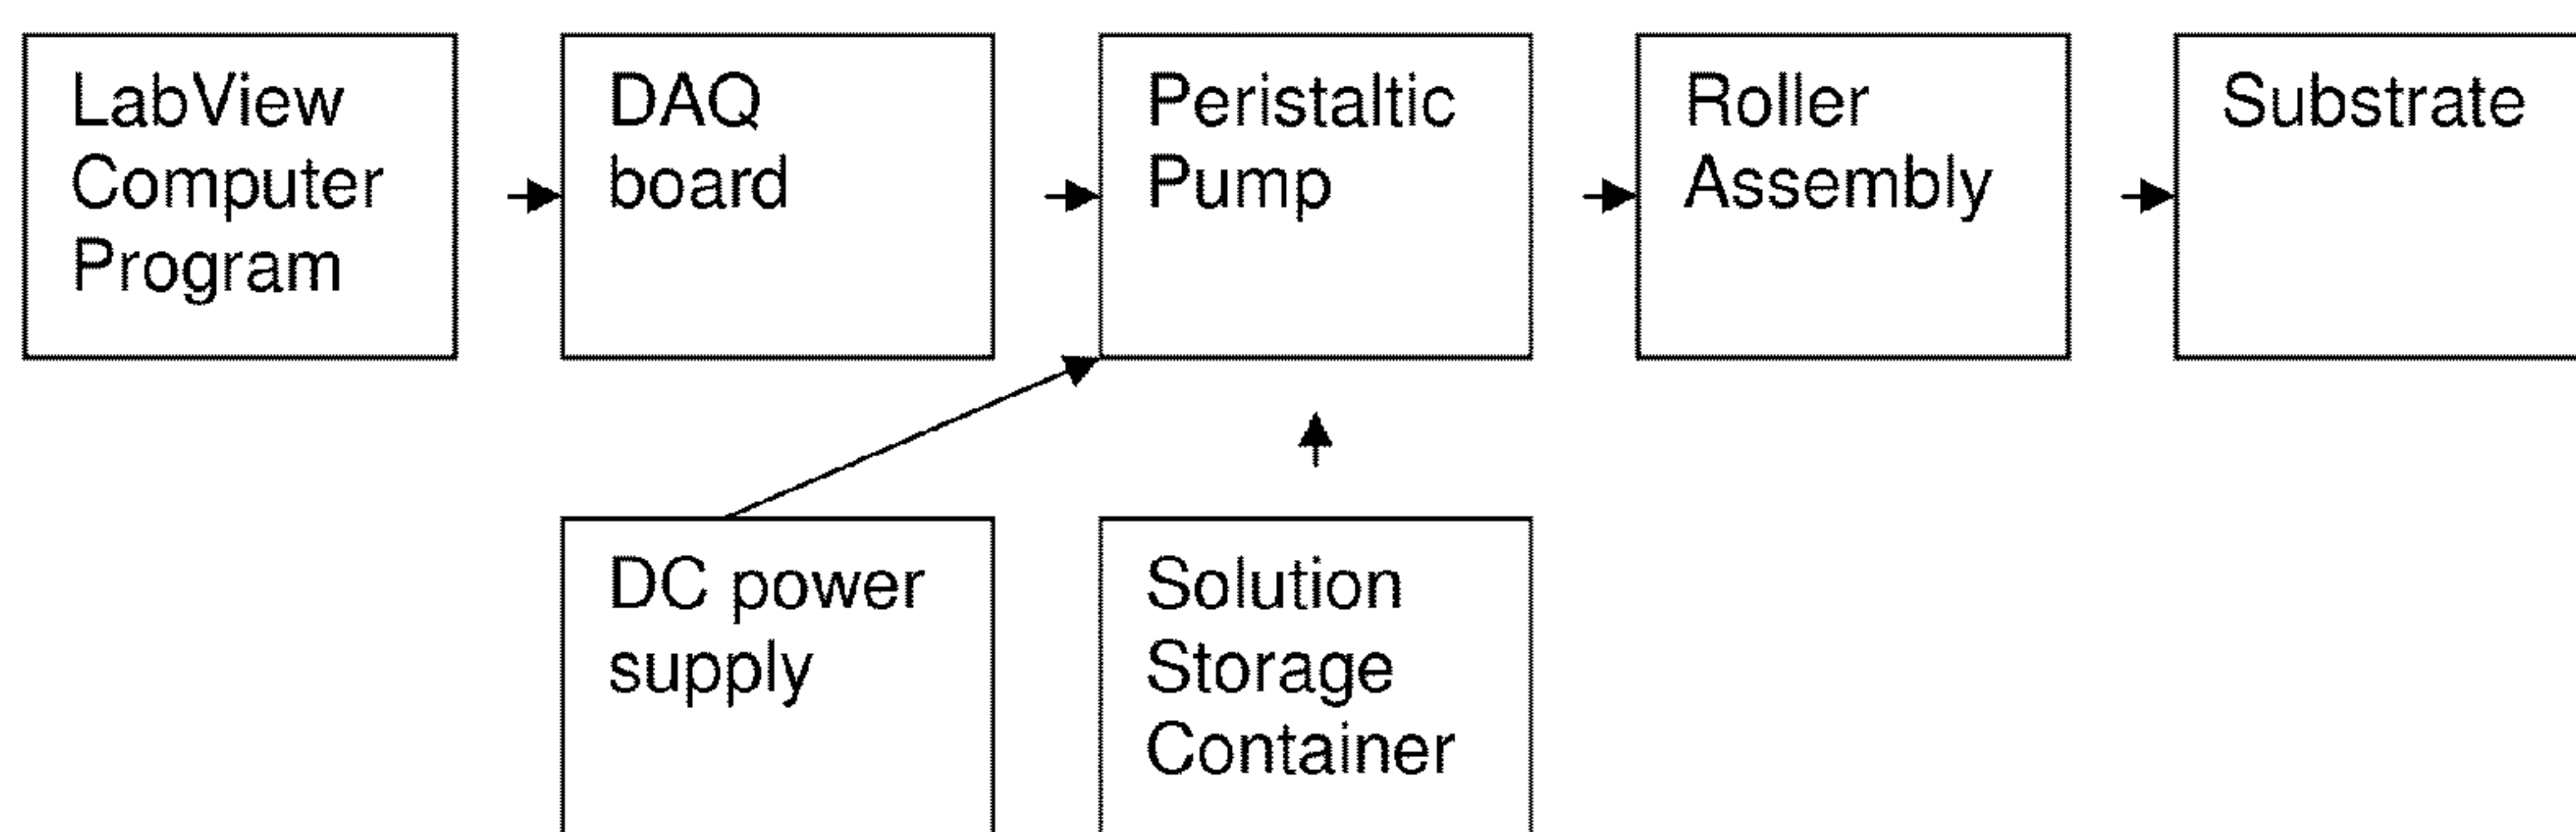 LabView
Computer
Program
DAQ
board
Peristaltic
Pump
Roller
Assembly
Substrate
DC power
supply
Solution
Storage
Container